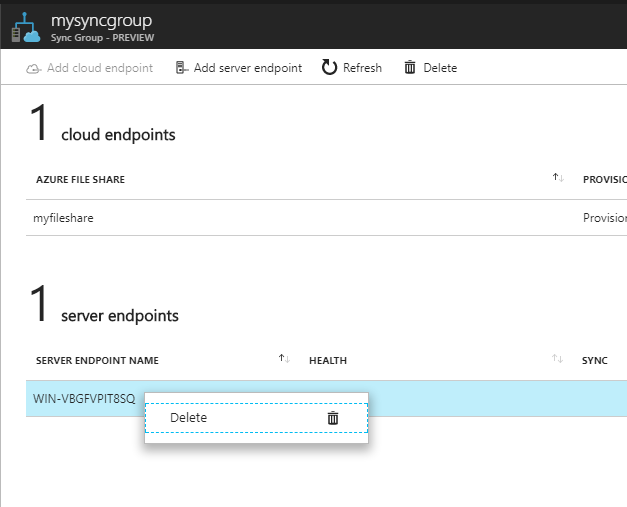 mysyncgroup
Sync Group - PREVIEW
Add cloud endpoint Add server endpoint Refresh Delete
1 cloud endpoints
AZURE FILE SHARE PROVISIO
myfileshare Provision
1 server endpoints
SERVER ENDPOINT NAME HEALTH SYNC
WIN-VBGFVPIT8SQ
Delete